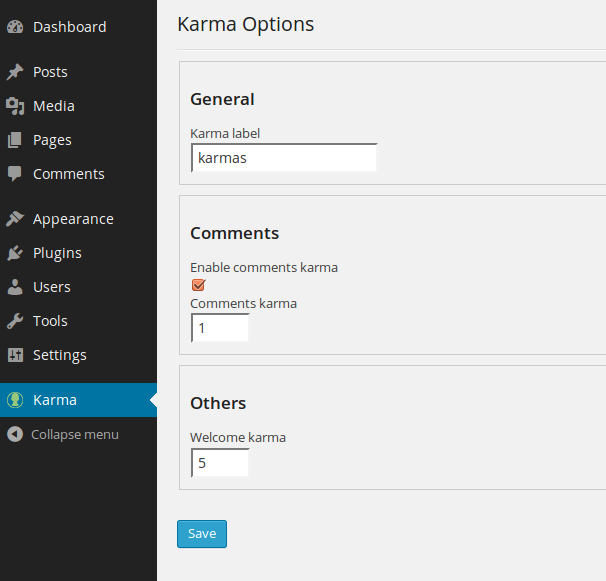 Dashboard
Posts
Media
Pages
Comments
Appearance
Plugins
Users
Tools
Settings
Karma
Collapse menu
Karma Options
General
Karma label
karmas
Comments
Enable comments karma
Comments karma
1
Others
Welcome karma
5
Save